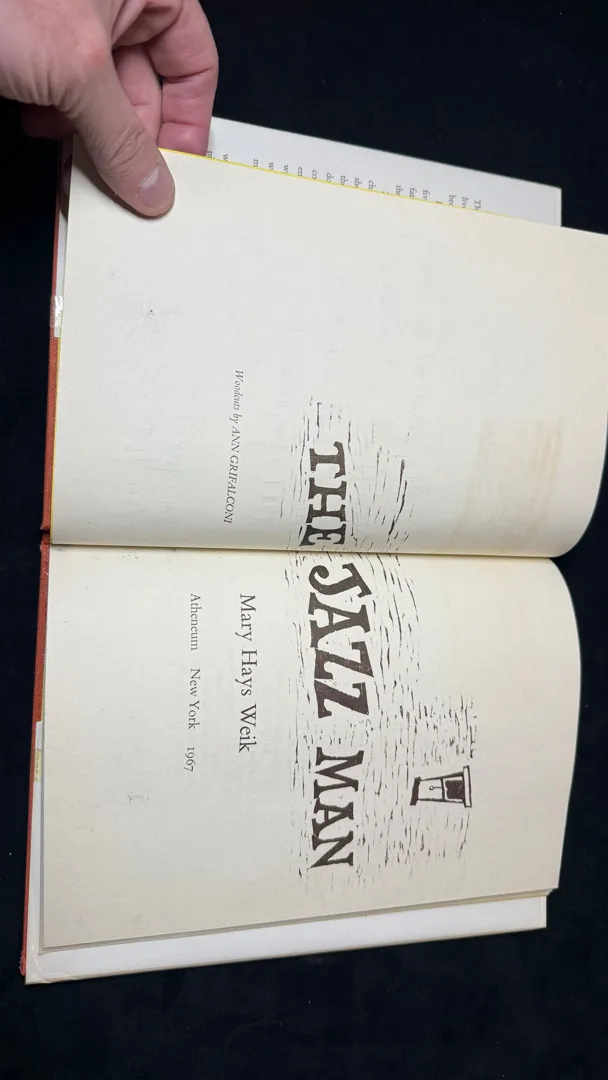 THE JAZZ MAN
Mary Hays Weik
Woodcuts by ANN GRIFALCONI
Atheneum New York 1967